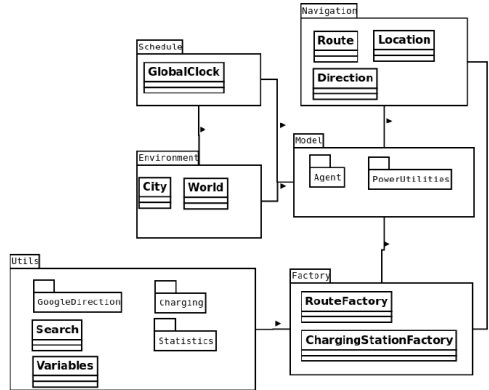 Navigation
Route
Location
Direction
Schedule
GlobalClock
Environment
City
World
Model
Agent
PowerUtilities
Utils
GoogleDirection
Charging
Search
Statistics
Variables
Factory
RouteFactory
ChargingStationFactory